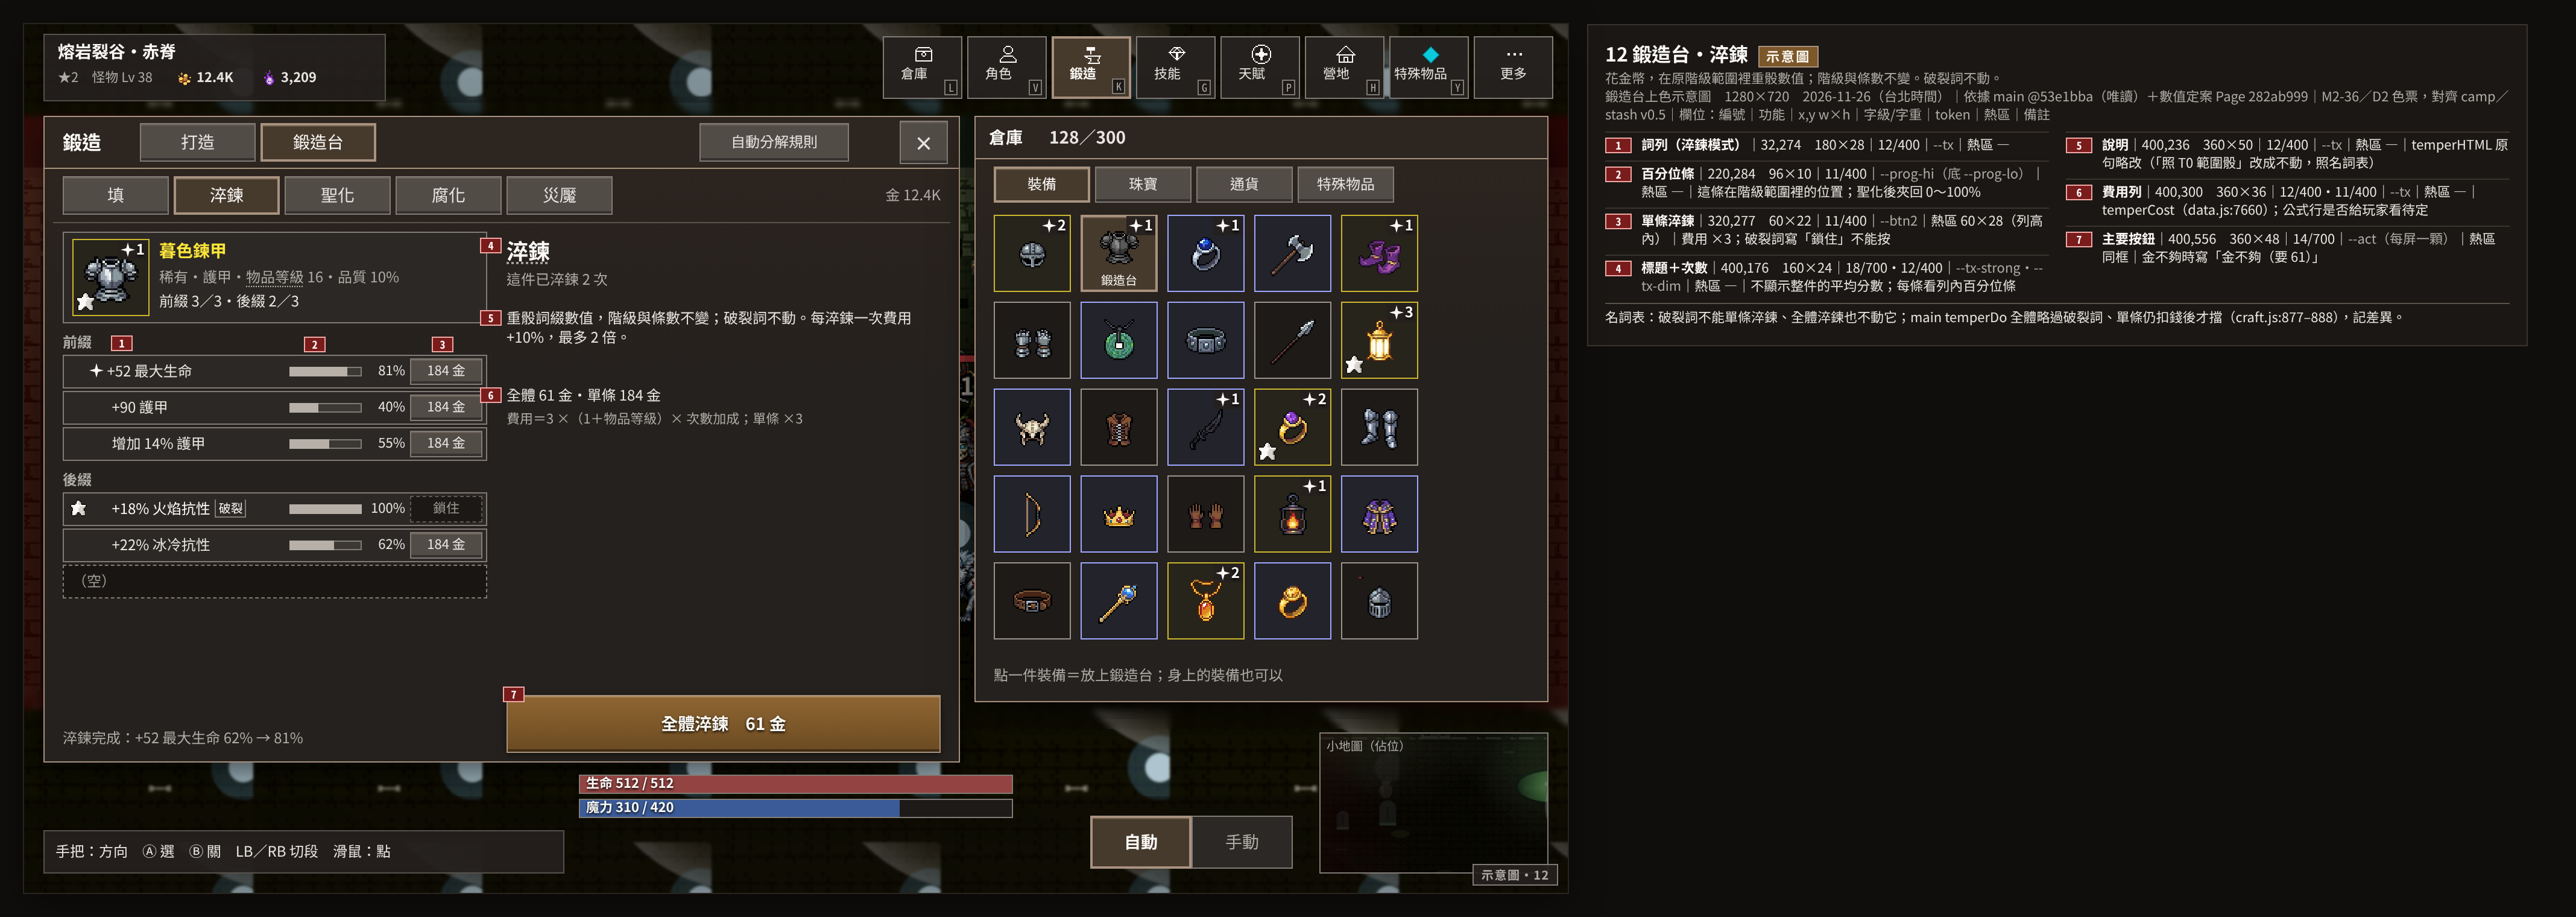 熔岩裂谷・赤脊
★2 怪物 Lv 38 12.4K 3,209
倉庫 L
角色 V
鍛造 K
技能 G
天賦 P
營地 H
特殊物品 Y
更多
鍛造 打造 鍛造台 自動分解規則 ×
填 淬鍊 聖化 腐化 災魘 金 12.4K
1
暮色鍊甲
稀有・護甲・物品等級 16・品質 10%
前綴 3／3・後綴 2／3
前綴 1 2 3
+52 最大生命 81% 184 金
+90 護甲 40% 184 金
增加 14% 護甲 55% 184 金
後綴
+18% 火焰抗性 破裂 100% 鎖住
+22% 冰冷抗性 62% 184 金
（空）
淬鍊完成：+52 最大生命 62% → 81%
4 淬鍊
這件已淬鍊 2 次
5 重骰詞綴數值，階級與條數不變；破裂詞不動。每淬鍊一次費用
+10%，最多 2 倍。
6 全體 61 金・單條 184 金
費用＝3 ×（1＋物品等級）× 次數加成；單條 ×3
7
全體淬鍊 61 金
倉庫 128／300
裝備 珠寶 通貨 特殊物品
2 1 1 1
鍛造台
3
1 2
1
2
點一件裝備＝放上鍛造台；身上的裝備也可以
生命 512 / 512
魔力 310 / 420
手把：方向 Ⓐ 選 Ⓑ 關 LB／RB 切段 滑鼠：點
自動 手動
小地圖（佔位）
示意圖・12
12 鍛造台・淬鍊 示意圖
花金幣，在原階級範圍裡重骰數值；階級與條數不變。破裂詞不動。
鍛造台上色示意圖 1280×720 2026-11-26（台北時間）｜依據 main @53e1bba（唯讀）＋數值定案 Page 282ab999｜M2-36／D2 色票，對齊 camp／
stash v0.5｜欄位：編號｜功能｜x,y w×h｜字級/字重｜token｜熱區｜備註
1 詞列（淬鍊模式）｜32,274 180×28｜12/400｜--tx｜熱區 —
2 百分位條｜220,284 96×10｜11/400｜--prog-hi（底 --prog-lo）｜
熱區 —｜這條在階級範圍裡的位置；聖化後夾回 0～100%
3 單條淬鍊｜320,277 60×22｜11/400｜--btn2｜熱區 60×28（列高
內）｜費用 ×3；破裂詞寫「鎖住」不能按
4 標題＋次數｜400,176 160×24｜18/700・12/400｜--tx-strong・--
tx-dim｜熱區 —｜不顯示整件的平均分數；每條看列內百分位條
5 說明｜400,236 360×50｜12/400｜--tx｜熱區 —｜temperHTML 原
句略改（「照 T0 範圍骰」改成不動，照名詞表）
6 費用列｜400,300 360×36｜12/400・11/400｜--tx｜熱區 —｜
temperCost（data.js:7660）；公式行是否給玩家看待定
7 主要按鈕｜400,556 360×48｜14/700｜--act（每屏一顆）｜熱區
同框｜金不夠時寫「金不夠（要 61）」
名詞表：破裂詞不能單條淬鍊、全體淬鍊也不動它；main temperDo 全體略過破裂詞、單條仍扣錢後才擋（craft.js:877–888），記差異。